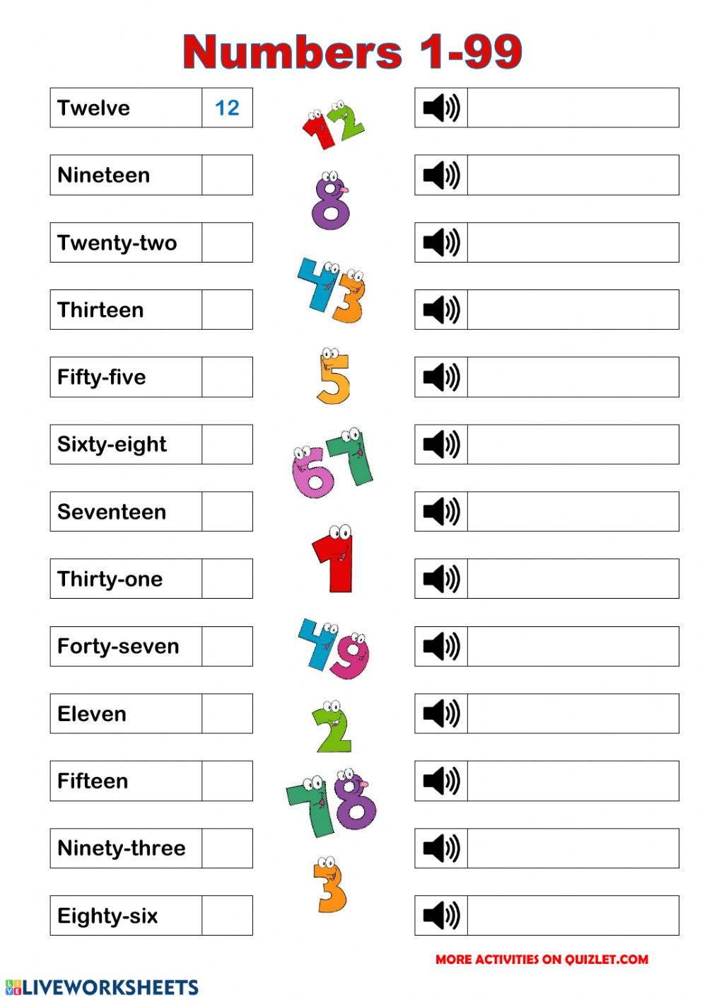 Numbers 1-99
Twelve 12
12
Nineteen
8
Twenty-two
43
Thirteen
5
Fifty-five
Sixty-eight
67
Seventeen
1
Thirty-one
Forty-seven
49
Eleven
2
Fifteen
78
Ninety-three
3
Eighty-six
MORE ACTIVITIES ON QUIZLET.COM
LIVE LIVEWORKSHEETS